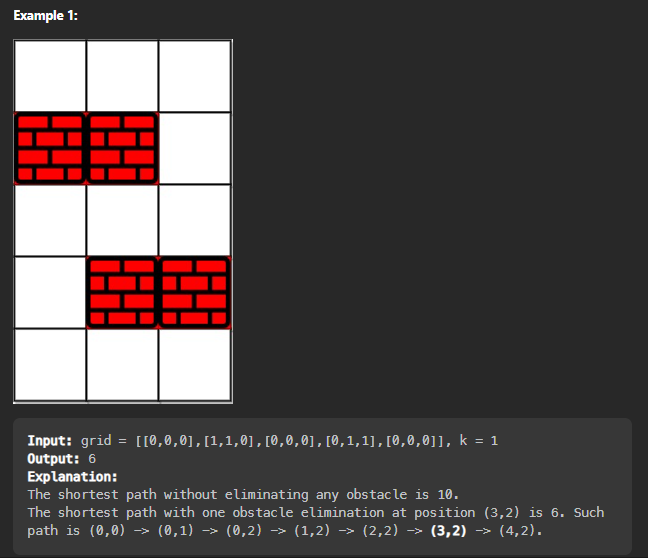 Example 1:
Input: grid = [[0,0,0],[1,1,0],[0,0,0],[0,1,1],[0,0,0]], k = 1
Output: 6
Explanation:
The shortest path without eliminating any obstacle is 10.
The shortest path with one obstacle elimination at position (3,2) is 6. Such
path is (0,0) -> (0,1) -> (0,2) -> (1,2) -> (2,2) -> (3,2) -> (4,2).